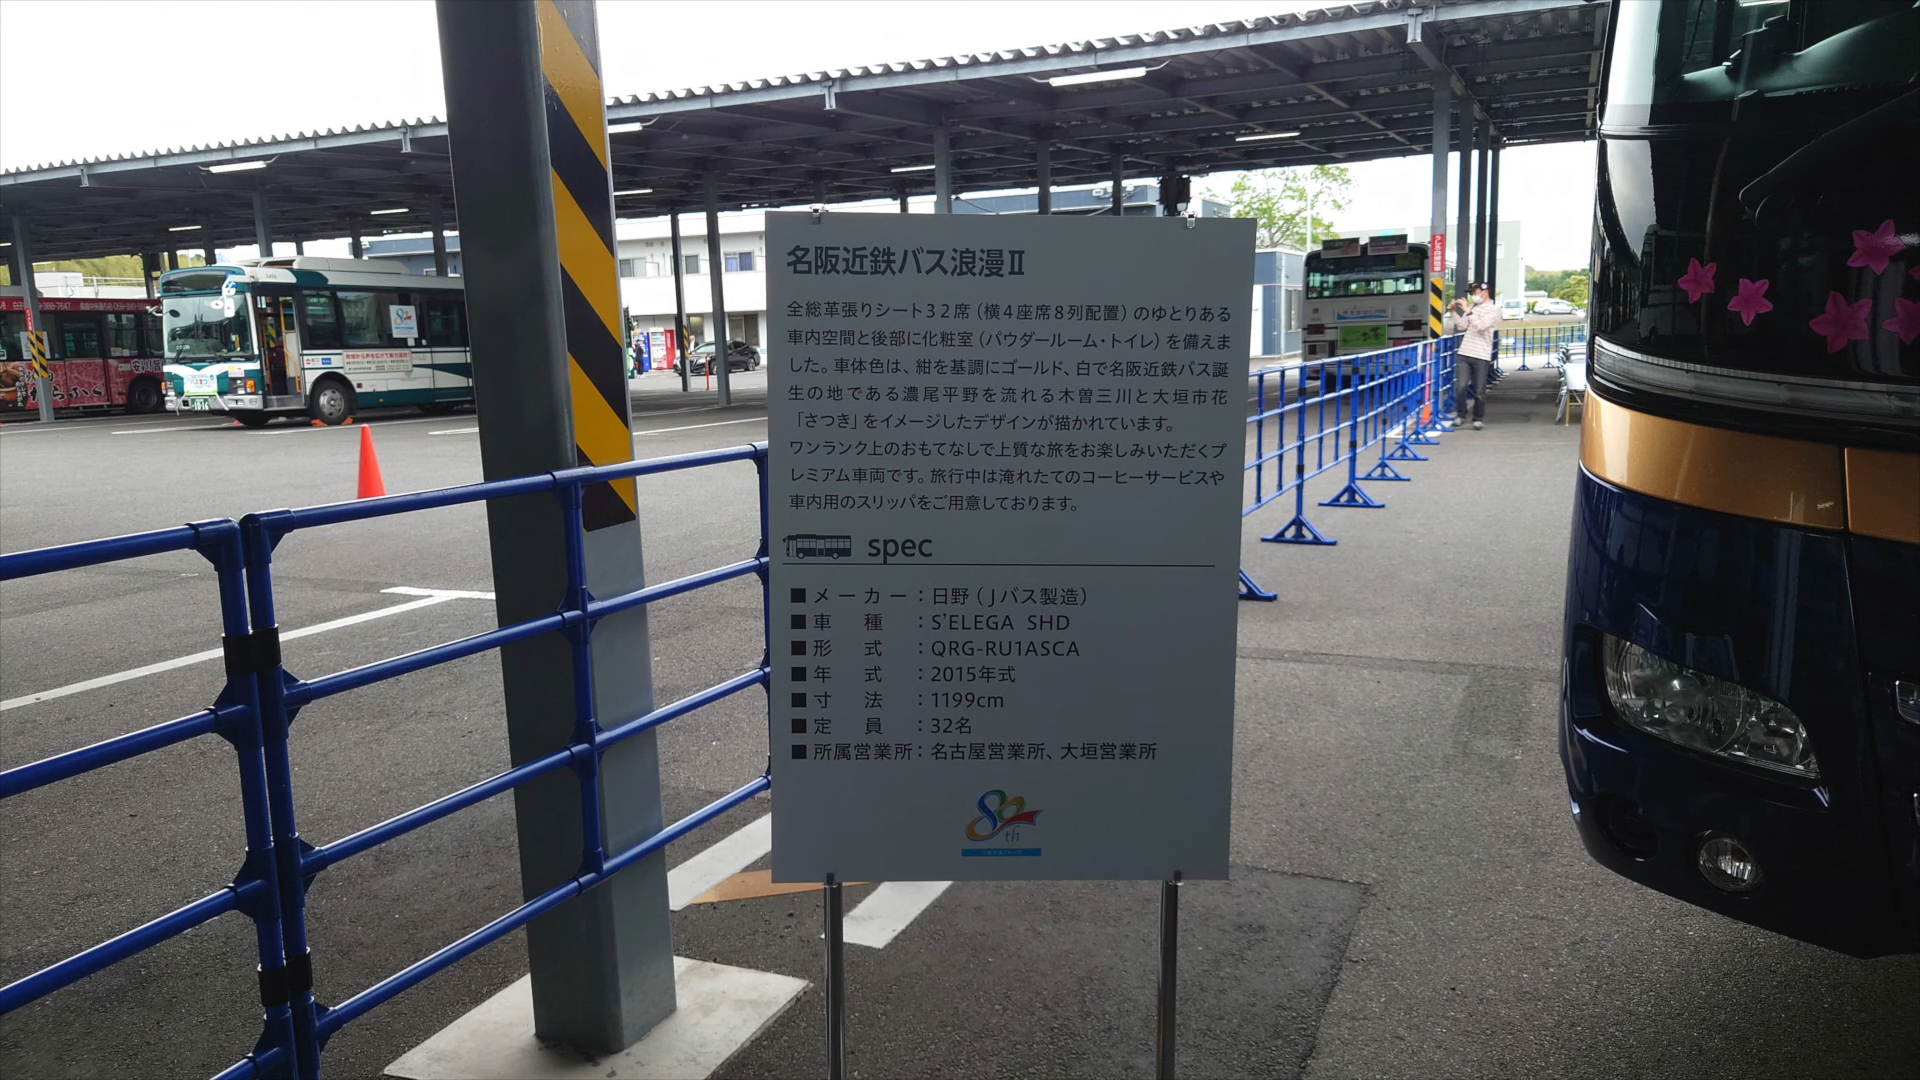 名阪近鉄バス浪漫Ⅱ
全総革張りシート32席（横4座席8列配置）のゆとりある
車内空間と後部に化粧室（パウダールーム・トイレ）を備えま
した。車体色は、紺を基調にゴールド、白で名阪近鉄バス誕
生の地である濃尾平野を流れる木曽三川と大垣市花
「さつき」をイメージしたデザインが描かれています。
ワンランク上のおもてなしで上質な旅をお楽しみいただくプ
レミアム車両です。旅行中は淹れたてのコーヒーサービスや
車内用のスリッパをご用意しております。
spec
■メーカー：日野（Jバス製造）
■車種：S'ELEGA SHD
■形式：QRG-RU1ASCA
■年式：2015年式
■寸法：1199cm
■定員：32名
■所属営業所：名古屋営業所、大垣営業所
80th